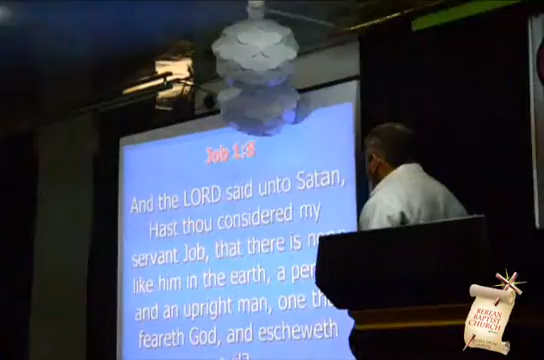 Job 1:8
And the LORD said unto Satan,
Hast thou considered my
servant Job, that there is
like him in the earth, a
and an upright man, one
feareth God, and escheweth
BEREAN
BAPTIST
CHURCH